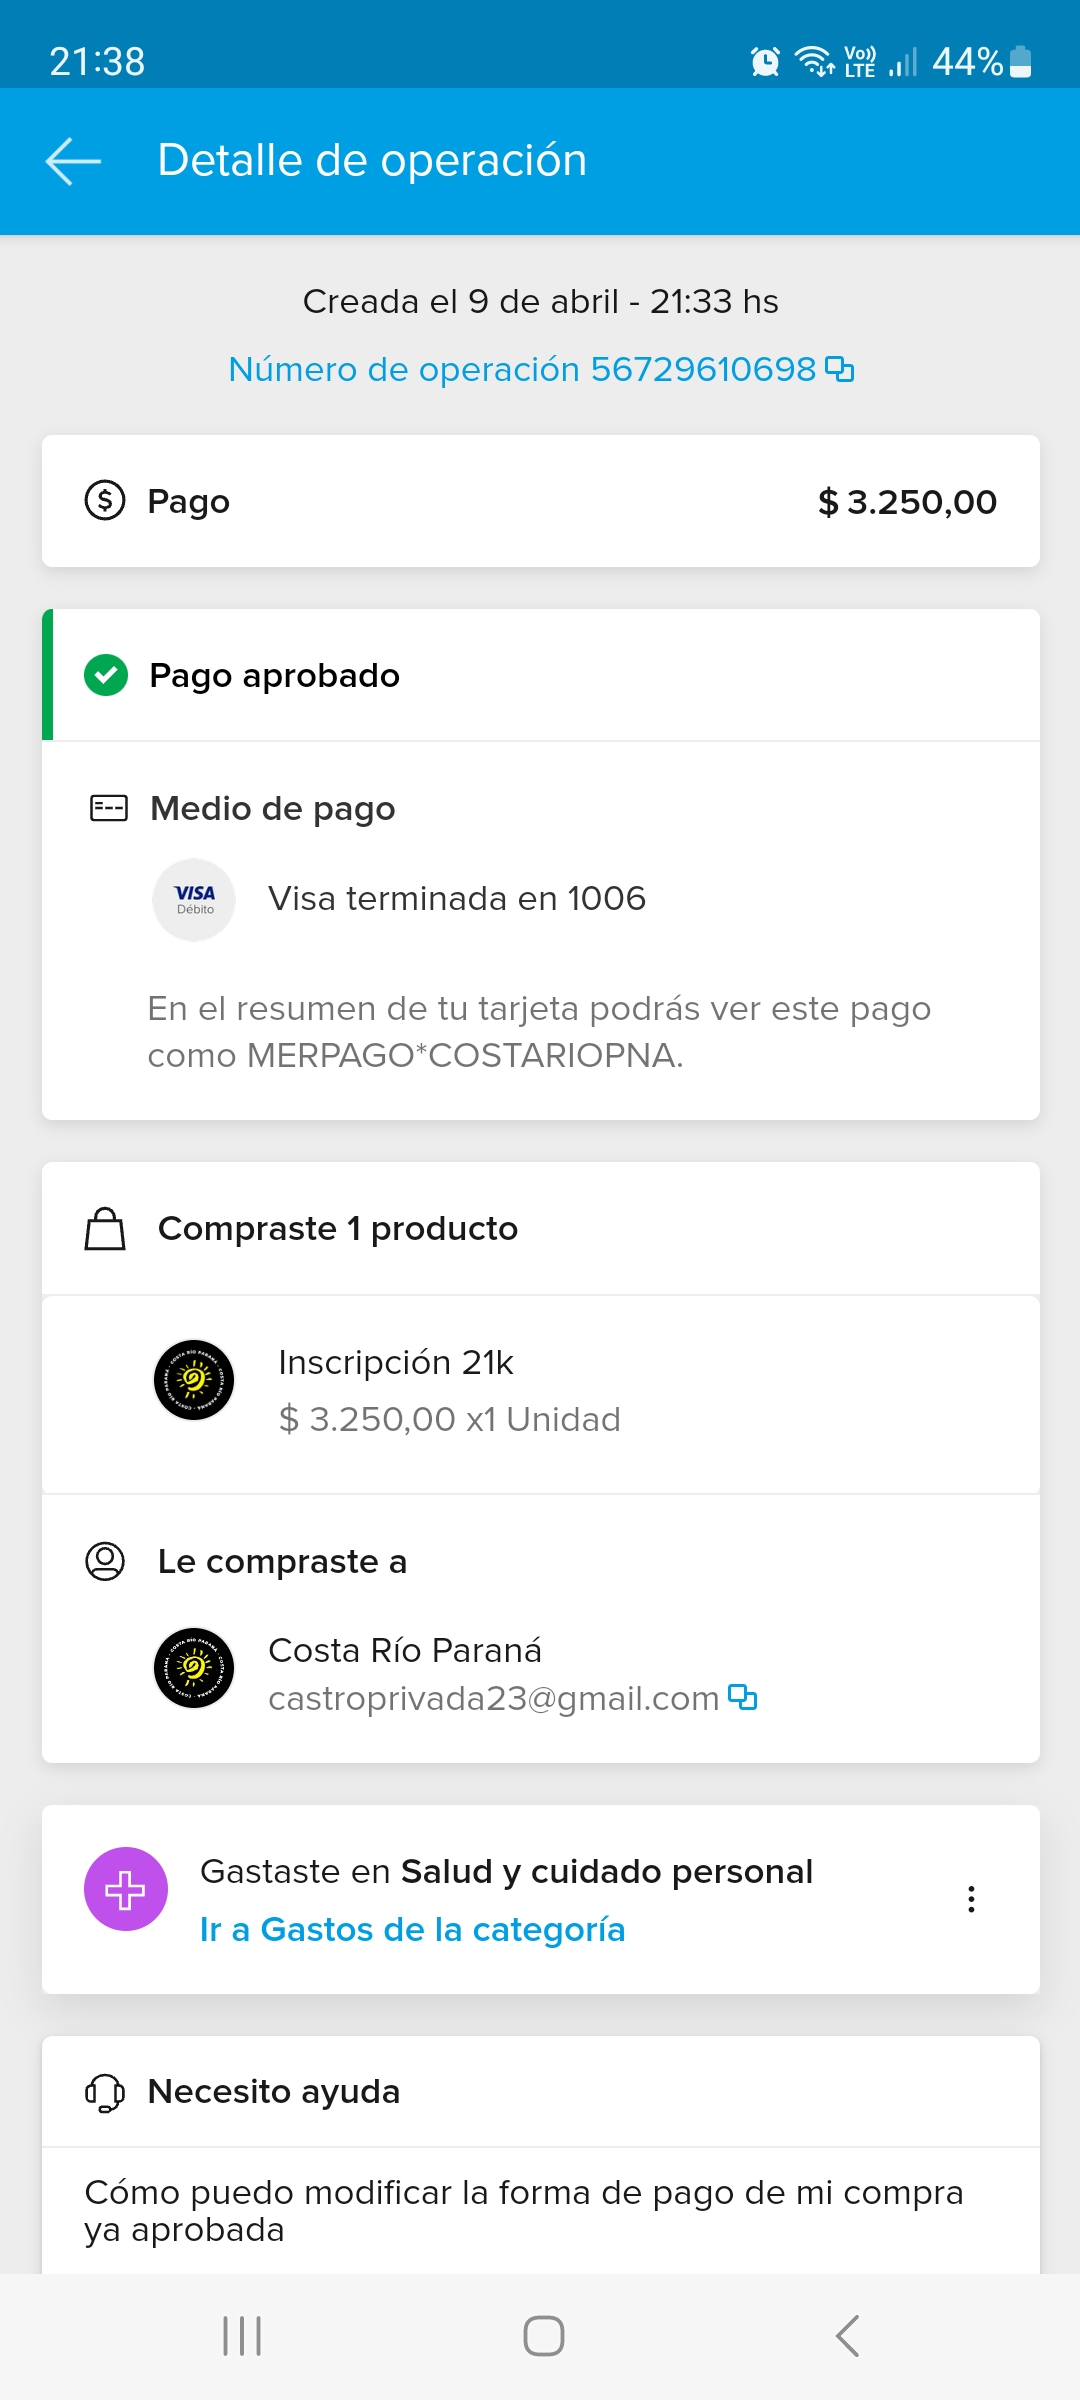 21:38
Vo)) LTE 44%
Detalle de operación
Creada el 9 de abril - 21:33 hs
Número de operación 56729610698
Pago $ 3.250,00
Pago aprobado
Medio de pago
VISA
Débito
Visa terminada en 1006
En el resumen de tu tarjeta podrás ver este pago
como MERPAGO*COSTARIOPNA.
Compraste 1 producto
Inscripción 21k
$ 3.250,00 x1 Unidad
Le compraste a
Costa Río Paraná
castroprivada23@gmail.com
Gastaste en Salud y cuidado personal
Ir a Gastos de la categoría
Necesito ayuda
Cómo puedo modificar la forma de pago de mi compra
ya aprobada